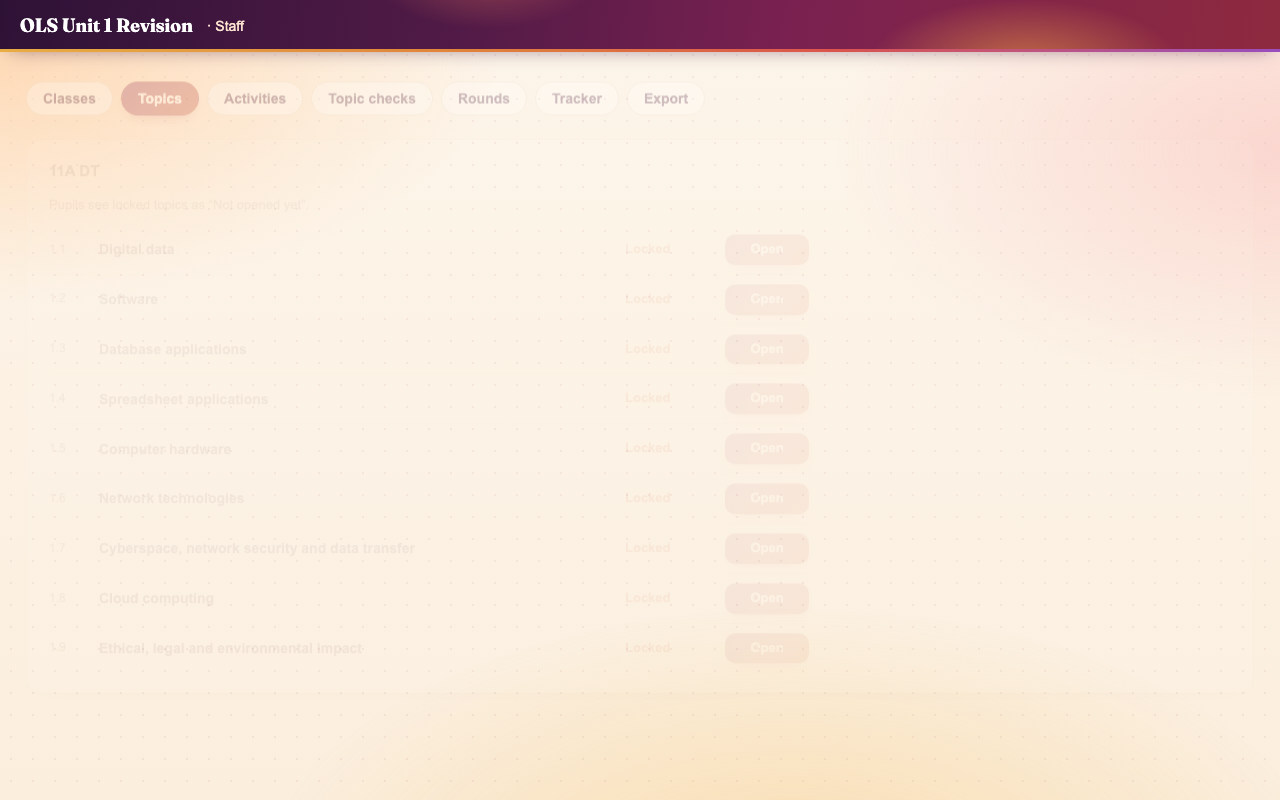 OLS Unit 1 Revision · Staff
Classes Topics Activities Topic checks Rounds Tracker Export
11A DT
Pupils see locked topics as "Not opened yet"
1.1 Digital data Locked Open
1.2 Software Locked Open
1.3 Database applications Locked Open
1.4 Spreadsheet applications Locked Open
1.5 Computer hardware Locked Open
1.6 Network technologies Locked Open
1.7 Cyberspace, network security and data transfer Locked Open
1.8 Cloud computing Locked Open
1.9 Ethical, legal and environmental impact Locked Open